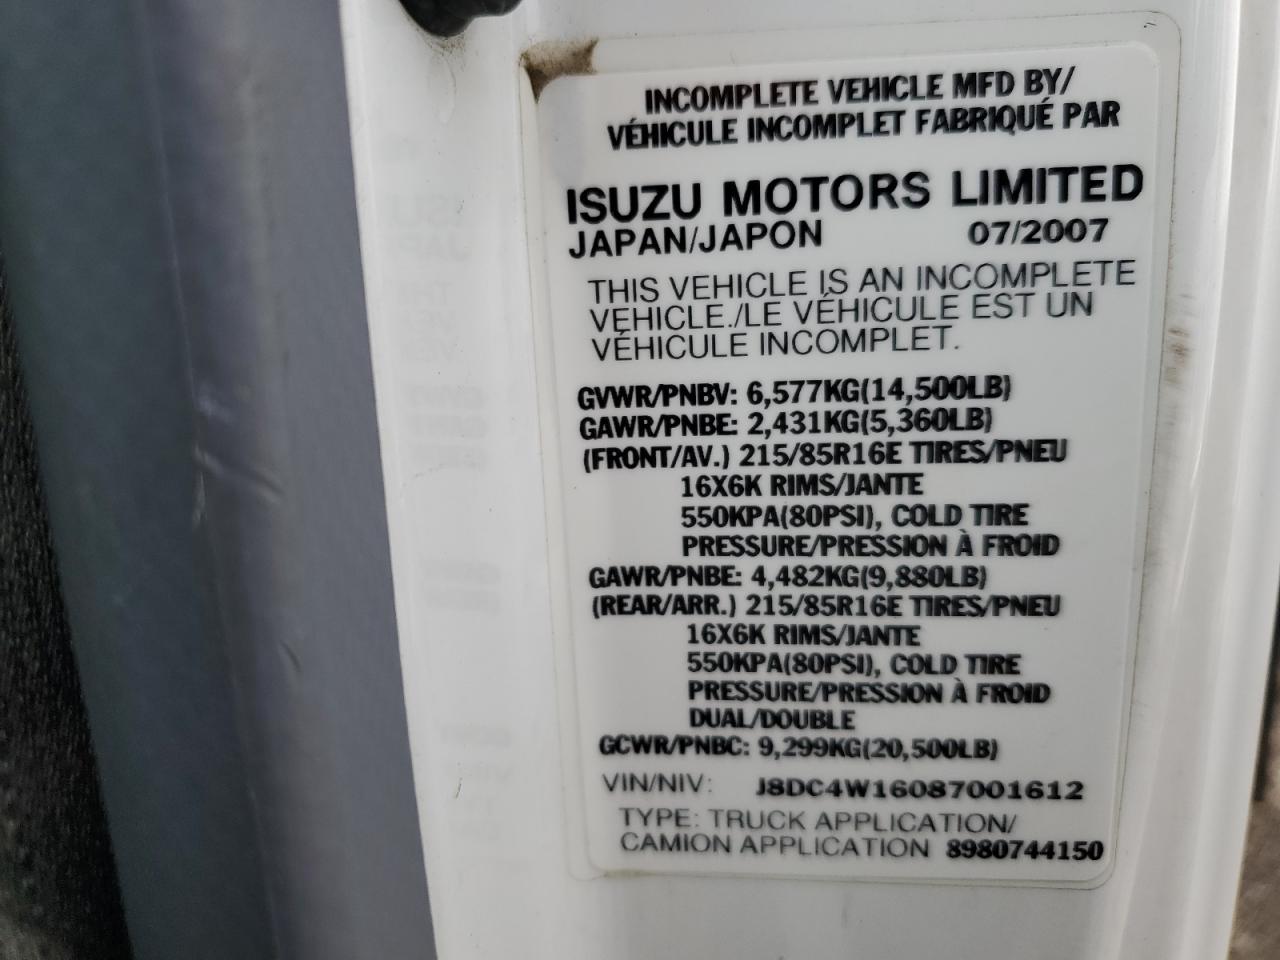 INCOMPLETE VEHICLE MFD BY/
VÉHICULE INCOMPLET FABRIQUÉ PAR
ISUZU MOTORS LIMITED
JAPAN/JAPON 07/2007
THIS VEHICLE IS AN INCOMPLETE
VEHICLE./LE VÉHICULE EST UN
VÉHICULE INCOMPLET.
GVWR/PNBV: 6,577KG(14,500LB)
GAWR/PNBE: 2,431KG(5,360LB)
(FRONT/AV.) 215/85R16E TIRES/PNEU
16X6K RIMS/JANTE
550KPA(80PSI), COLD TIRE
PRESSURE/PRESSION À FROID
GAWR/PNBE: 4,482KG(9,880LB)
(REAR/ARR.) 215/85R16E TIRES/PNEU
16X6K RIMS/JANTE
550KPA(80PSI), COLD TIRE
PRESSURE/PRESSION À FROID
DUAL/DOUBLE
GCWR/PNBC: 9,299KG(20,500LB)
VIN/NIV: J8DC4W16087001612
TYPE: TRUCK APPLICATION/
CAMION APPLICATION 8980744150